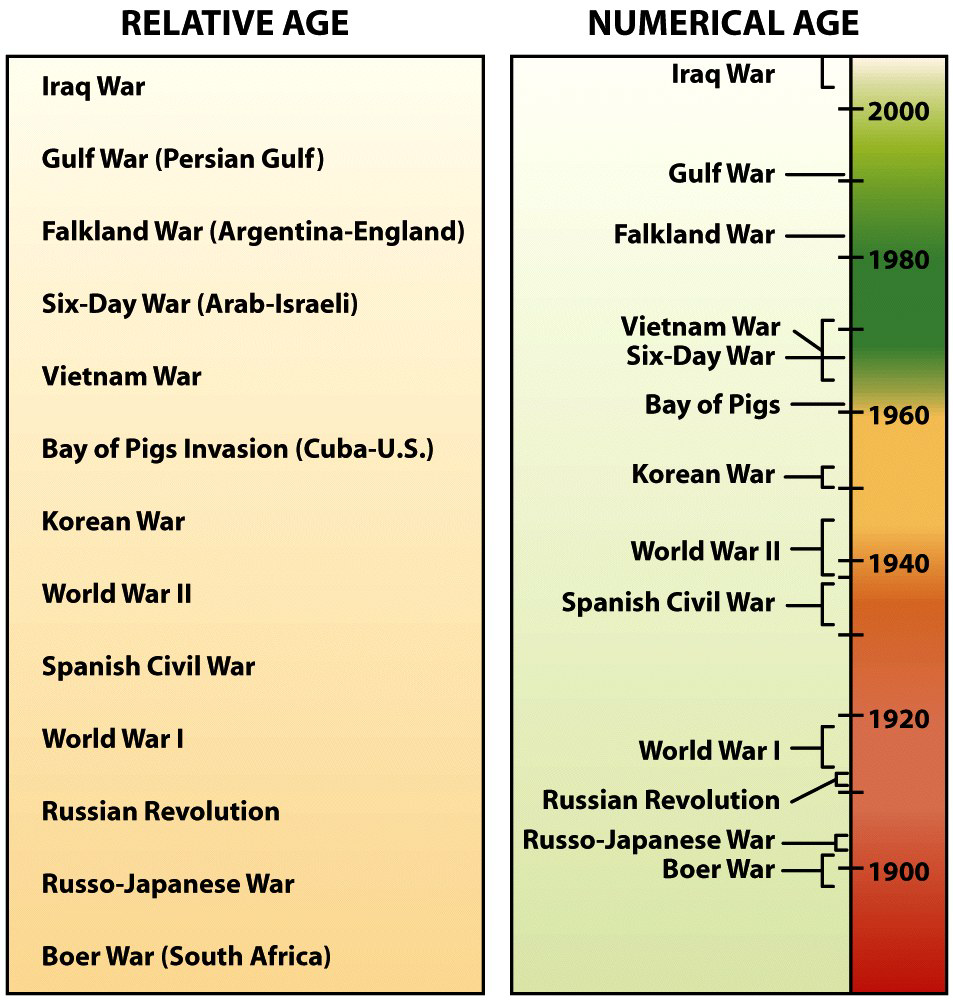 RELATIVE AGE
Iraq War
Gulf War (Persian Gulf)
Falkland War (Argentina-England)
Six-Day War (Arab-Israeli)
Vietnam War
Bay of Pigs Invasion (Cuba-U.S.)
Korean War
World War II
Spanish Civil War
World War I
Russian Revolution
Russo-Japanese War
Boer War (South Africa)
NUMERICAL AGE
Iraq War
2000
Gulf War
Falkland War
1980
Vietnam War
Six-Day War
Bay of Pigs
1960
Korean War
World War II
1940
Spanish Civil War
1920
World War I
Russian Revolution
Russo-Japanese War
Boer War
1900